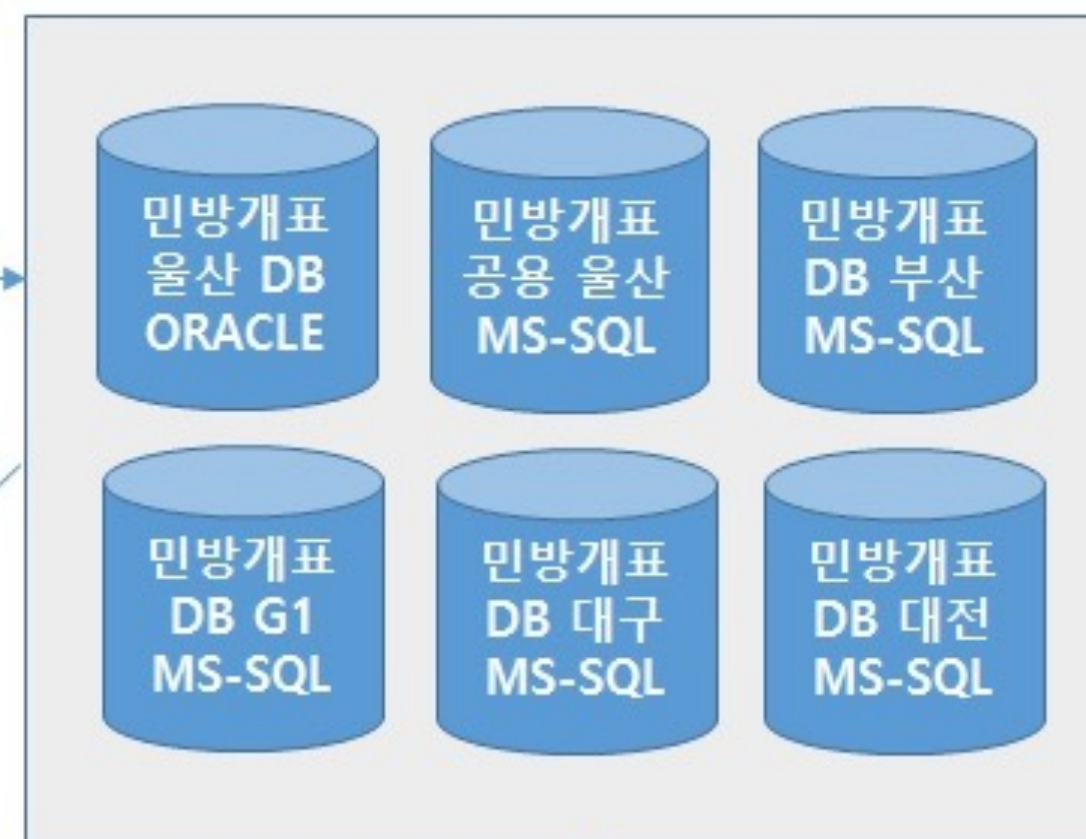 민방개표
울산 DB
ORACLE
민방개표
공용 울산
MS-SQL
민방개표
DB 부산
MS-SQL
민방개표
DB G1
MS-SQL
민방개표
DB 대구
MS-SQL
민방개표
DB 대전
MS-SQL